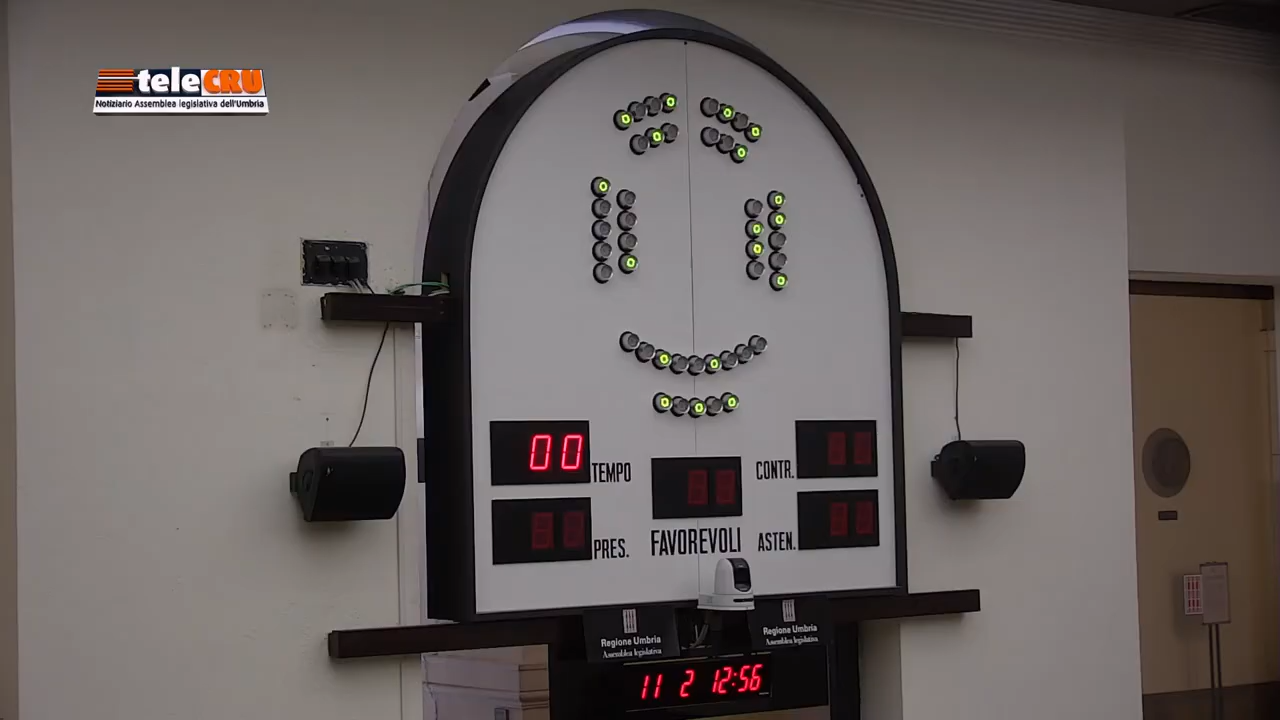 teleCRU
Notiziario Assemblea legislativa dell'Umbria
00
TEMPO
CONTR.
PRES.
FAVOREVOLI
ASTEN.
Regione Umbria
Assemblea legislativa
Regione Umbria
Assemblea legislativa
11 2 12:56